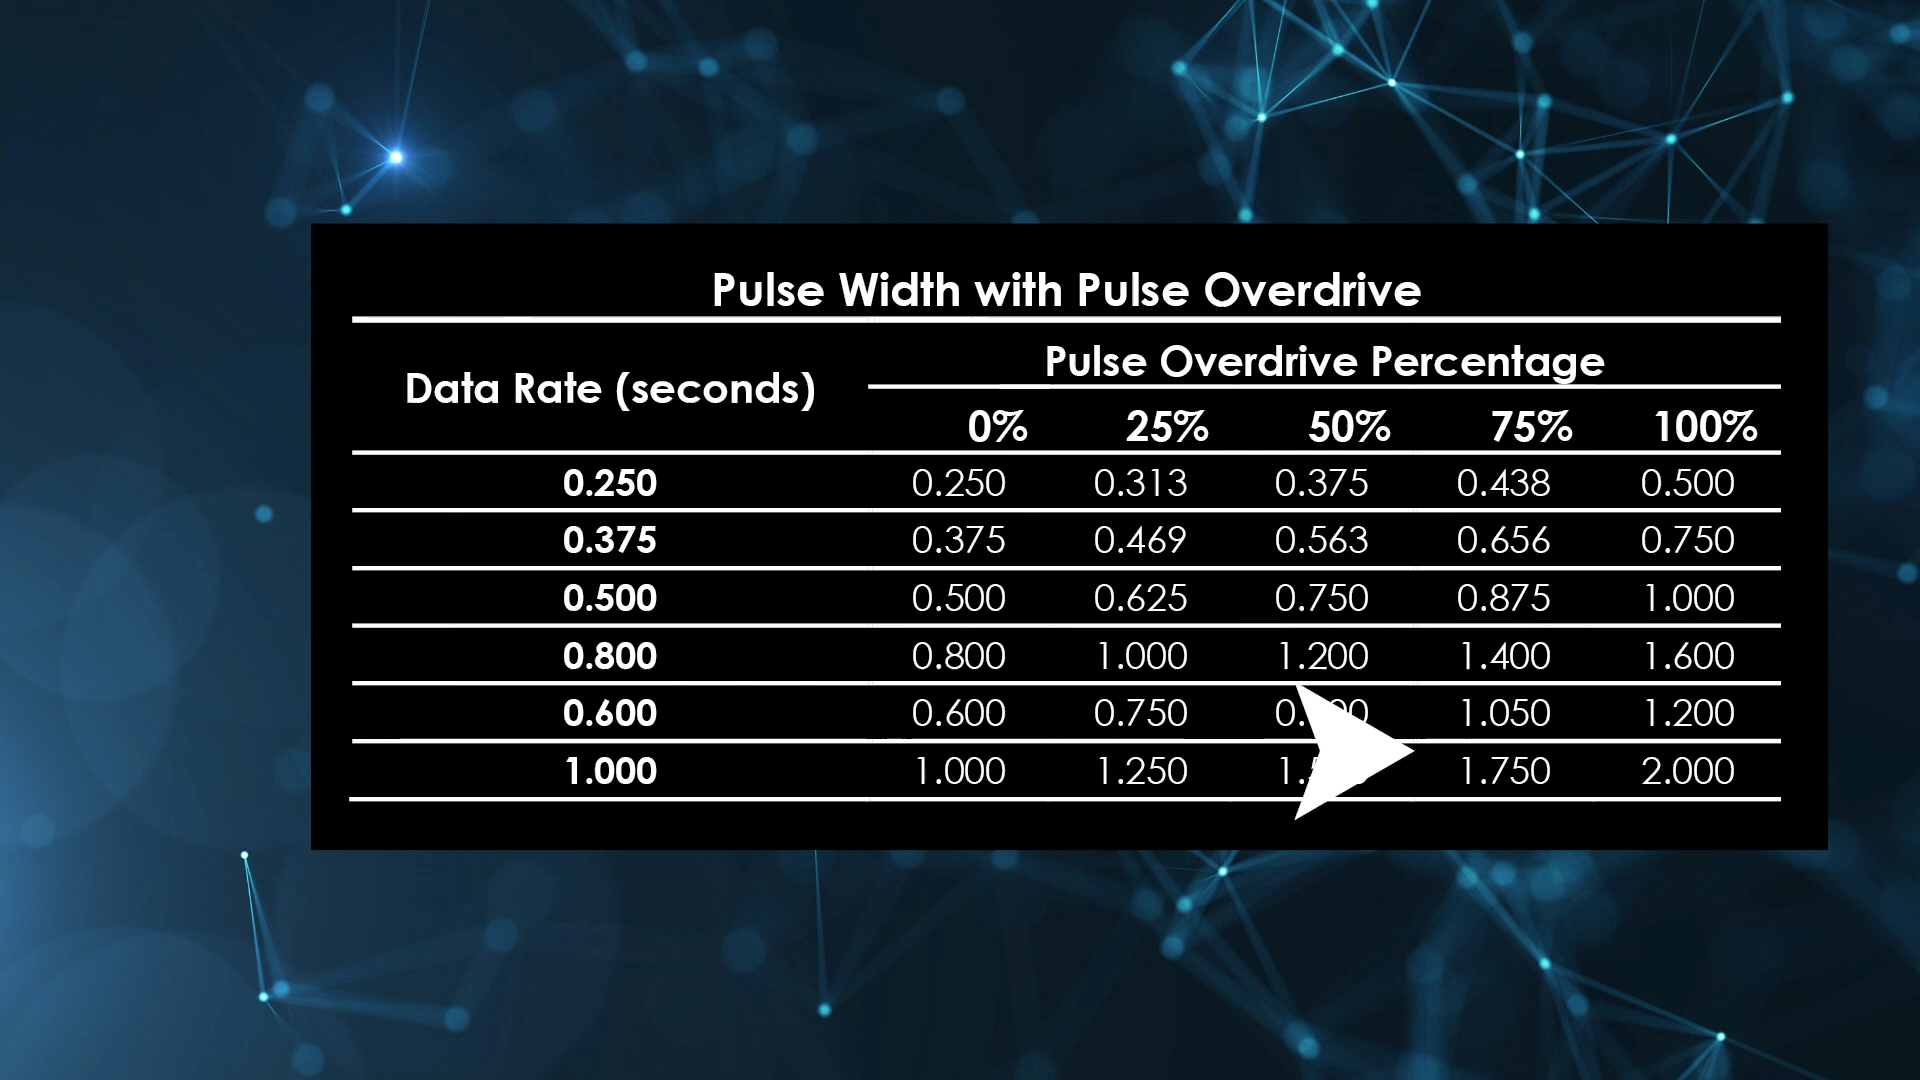 Pulse Width with Pulse Overdrive
Pulse Overdrive Percentage
Data Rate (seconds)
0% 25% 50% 75% 100%
0.250 0.250 0.313 0.375 0.438 0.500
0.375 0.375 0.469 0.563 0.656 0.750
0.500 0.500 0.625 0.750 0.875 1.000
0.800 0.800 1.000 1.200 1.400 1.600
0.600 0.600 0.750 1.050 1.200
1.000 1.000 1.250 1.750 2.000